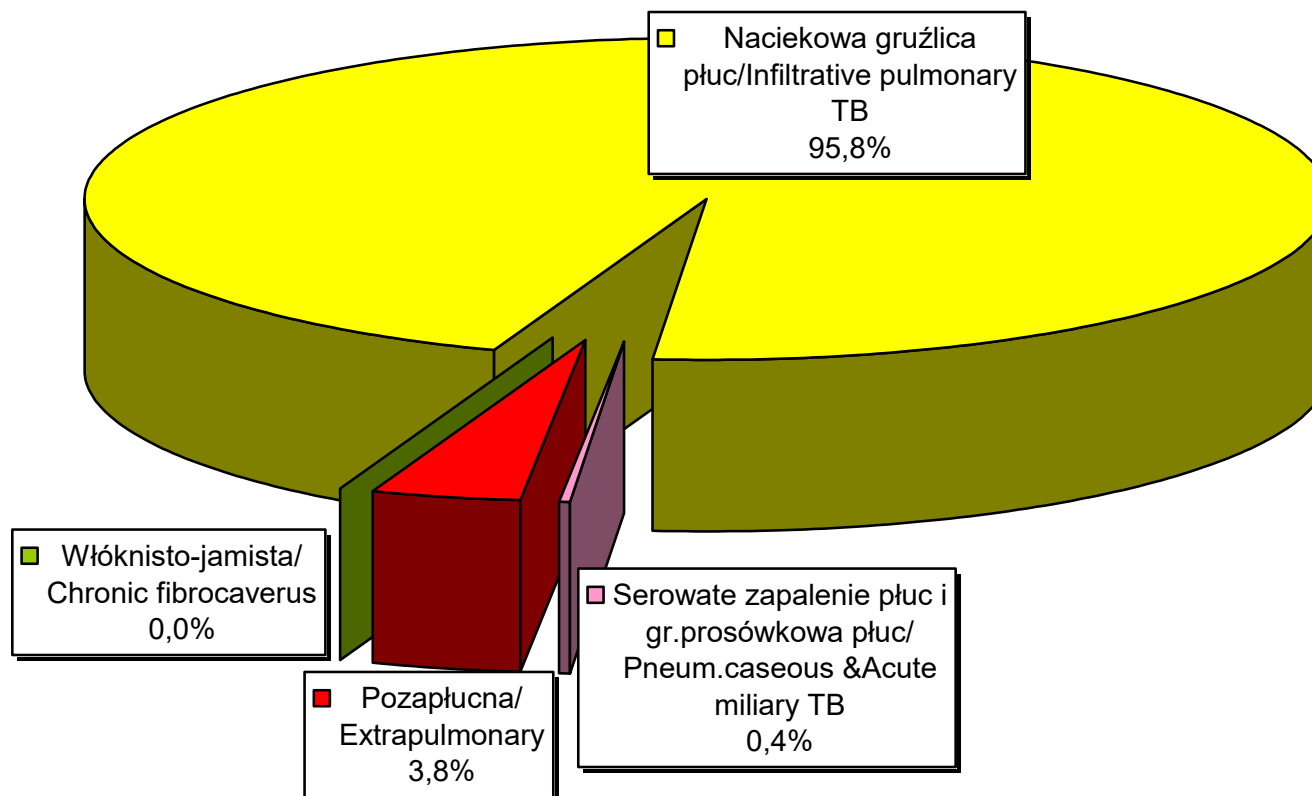 Naciekowa gruźlica
płuc/Infiltrative pulmonary
TB
95,8%
Włóknisto-jamista/
Chronic fibrocaverus
0,0%
Pozapłucna/
Extrapulmonary
3,8%
Serowate zapalenie płuc i
gr.prosówkowa płuc/
Pneum.caseous &Acute
miliary TB
0,4%